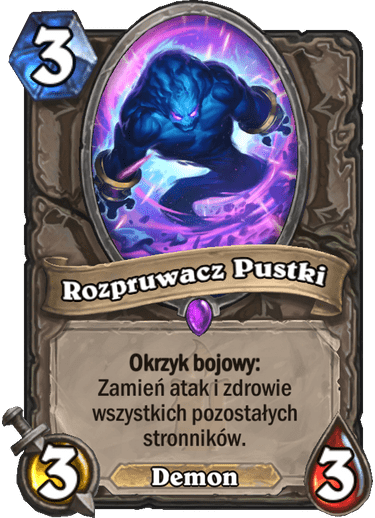 3
Rozpruwacz Pustki
Okrzyk bojowy:
Zamień atak i zdrowie
wszystkich pozostałych
stronników.
3
Demon
3